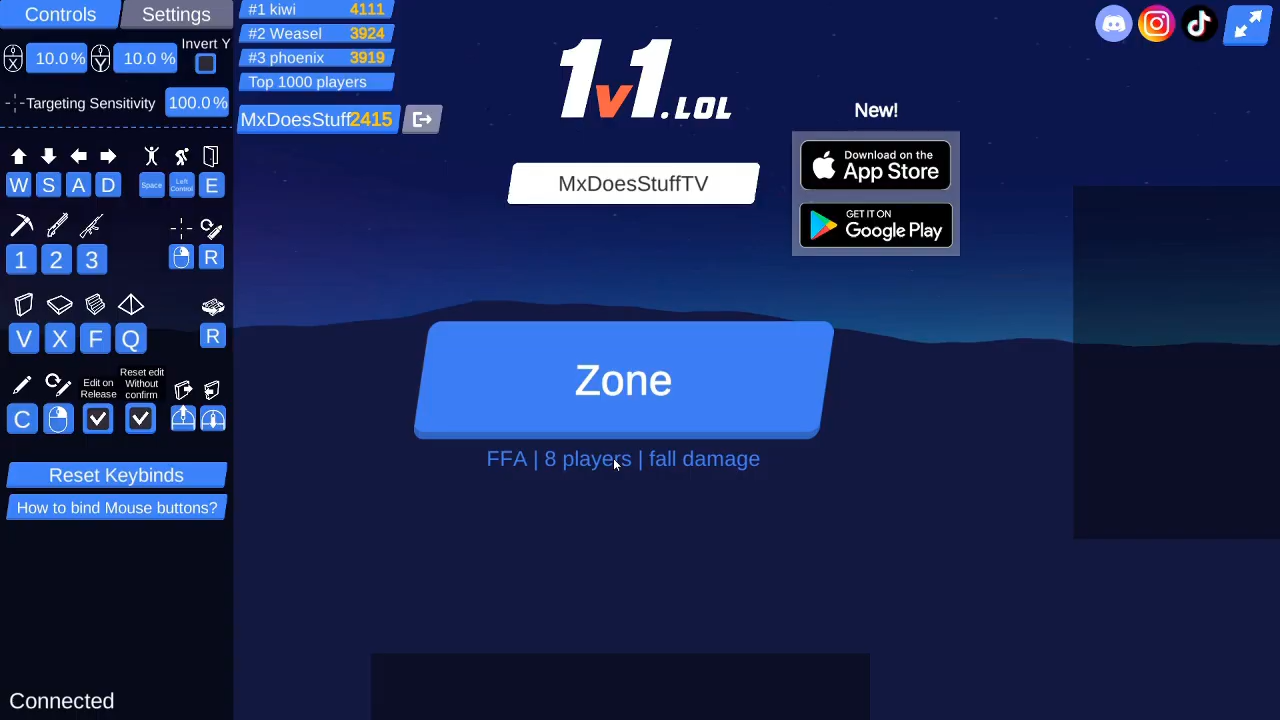 Controls
Settings
10.0 %
10.0 %
Invert Y
Targeting Sensitivity
100.0 %
W S A D
Space
Left
Control
E
1 2 3
R
V X F Q
R
Edit on
Release
Reset edit
Without
confirm
C
Reset Keybinds
How to bind Mouse buttons?
Connected
#1 kiwi 4111
#2 Weasel 3924
#3 phoenix 3919
Top 1000 players
MxDoesStuff 2415
1v1.LOL
MxDoesStuffTV
New!
Download on the
App Store
GET IT ON
Google Play
Zone
FFA | 8 players | fall damage